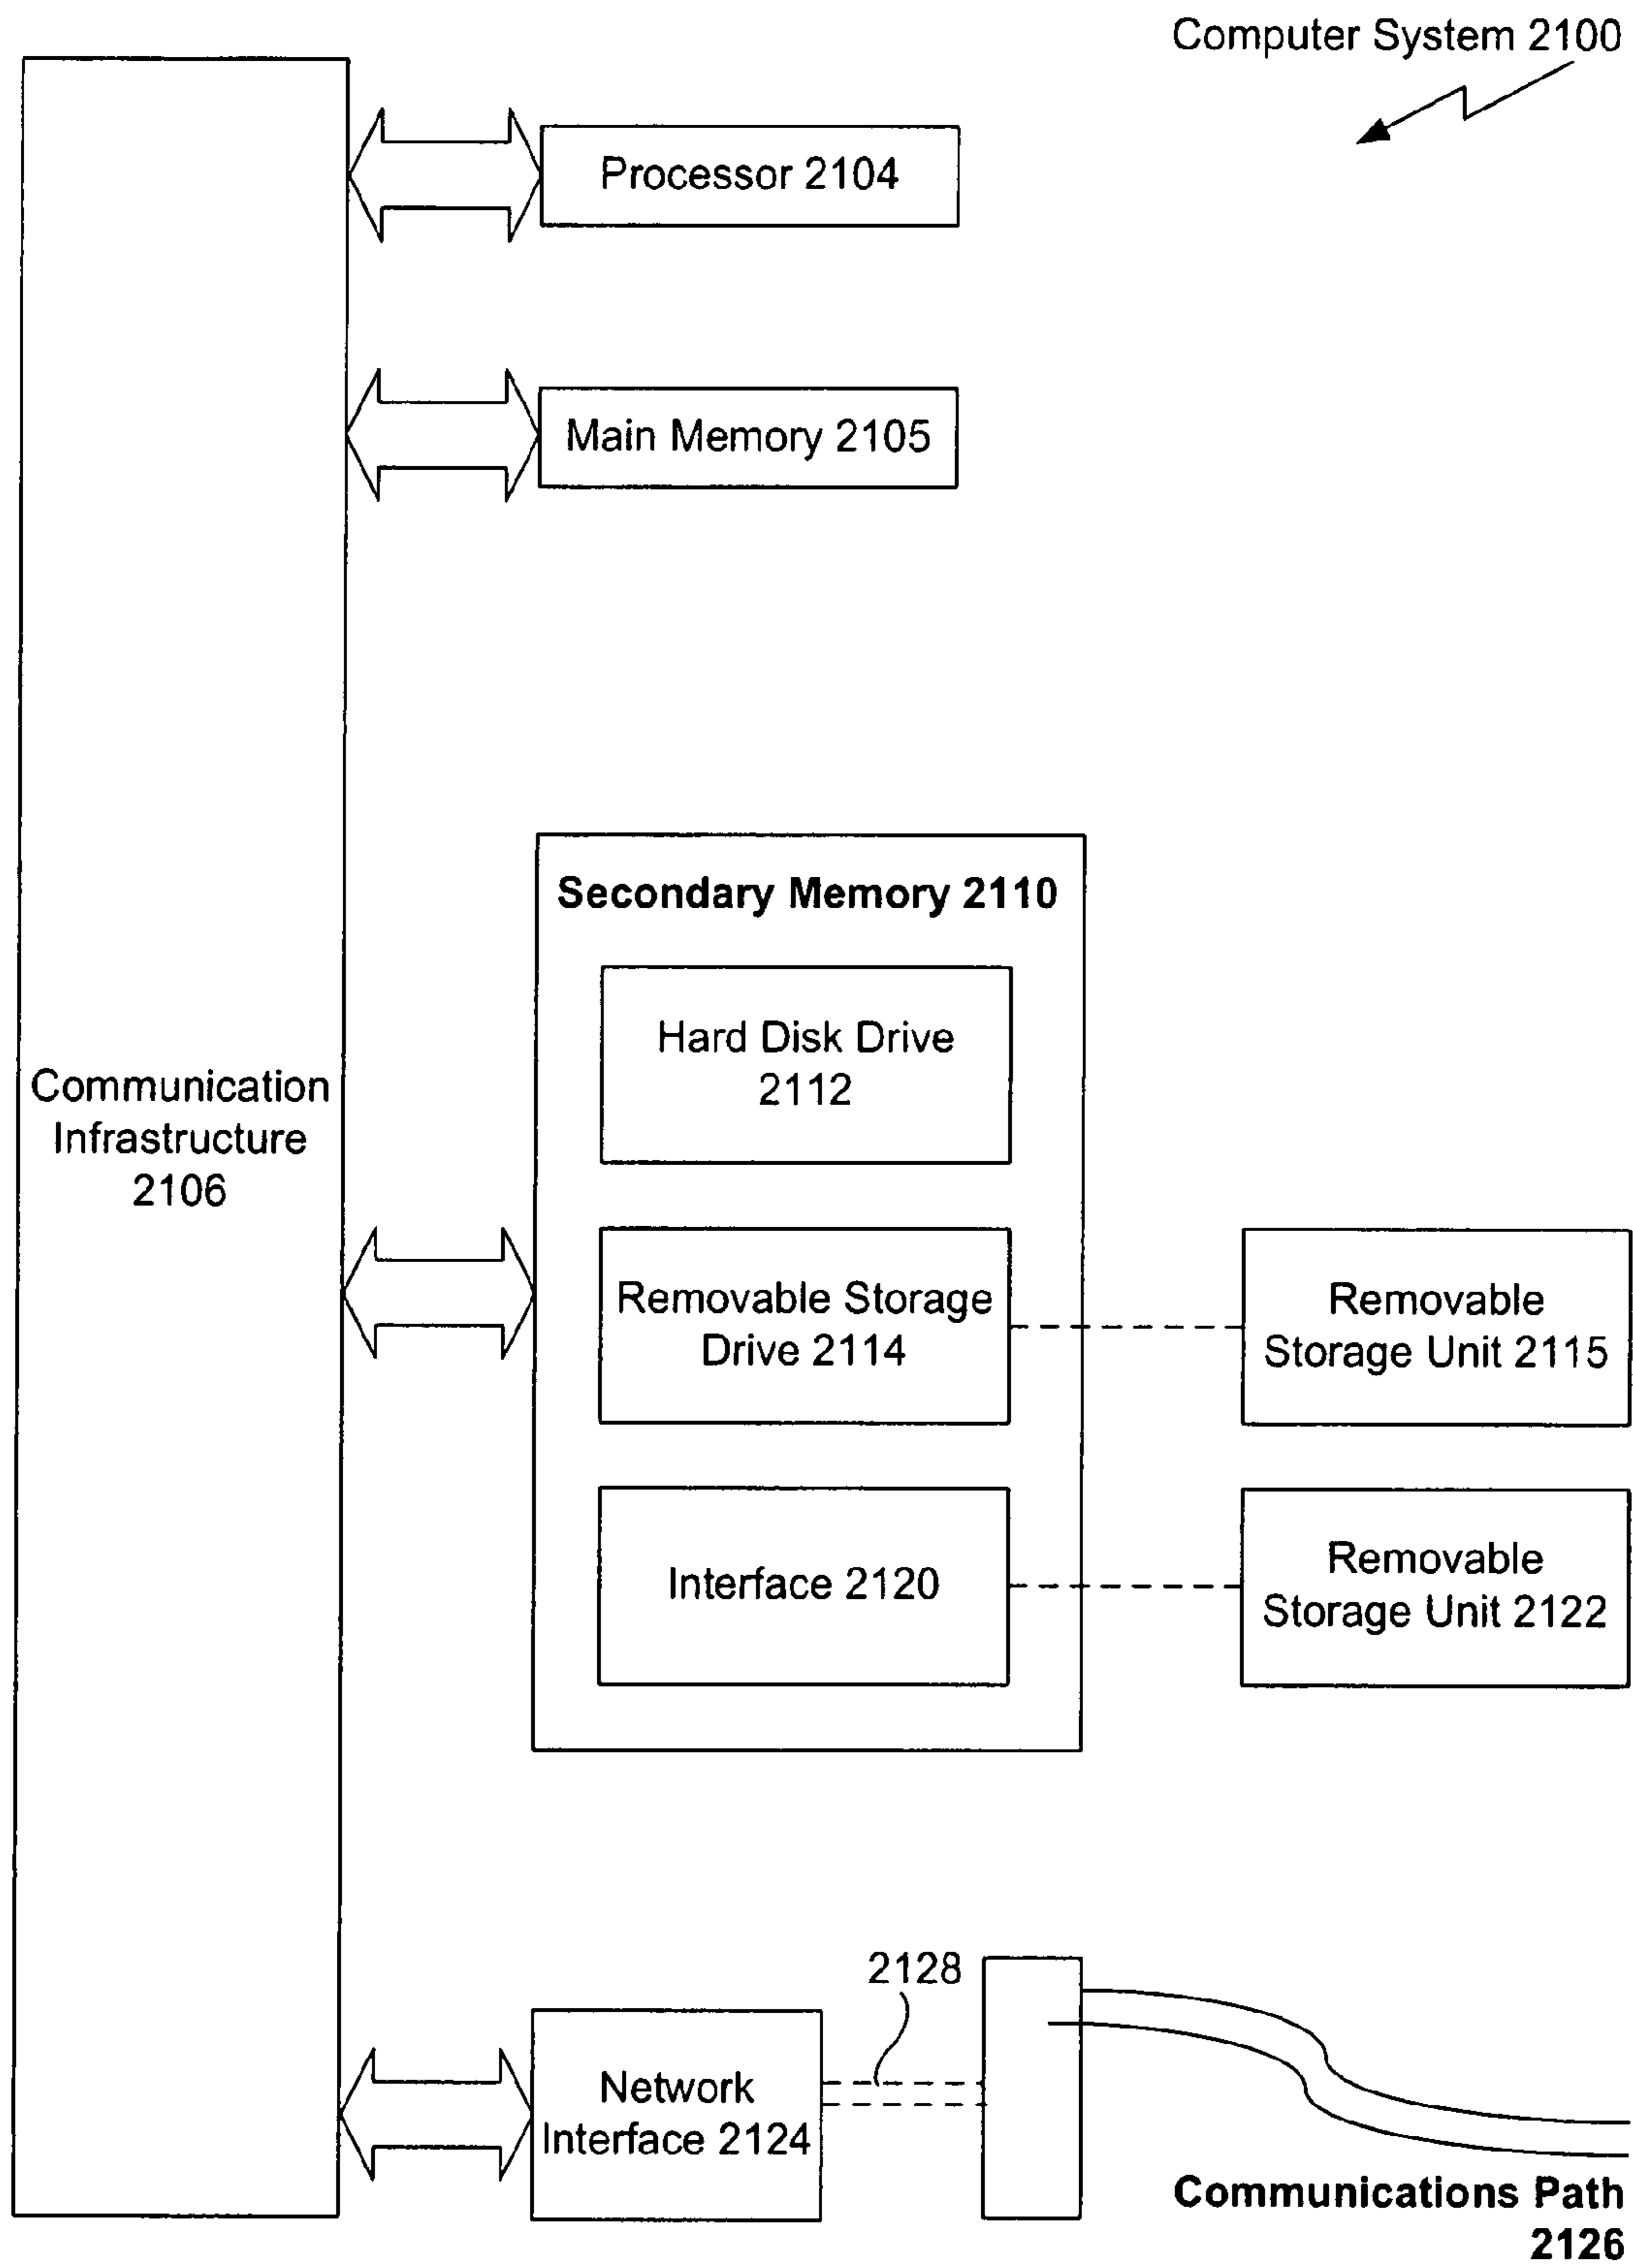 Computer System 2100
Processor 2104
Main Memory 2105
Secondary Memory 2110
Hard Disk Drive
2112
Communication
Infrastructure
2106
Removable Storage
Drive 2114
Removable
Storage Unit 2115
Interface 2120
Removable
Storage Unit 2122
2128
Network
Interface 2124
Communications Path
2126